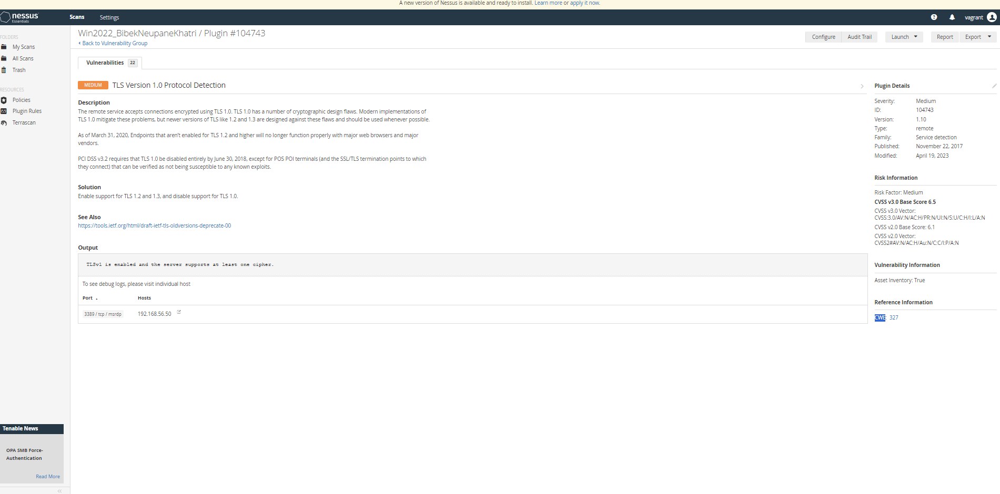 A new version of Nessus is available and ready to install. Learn more or apply it now.
nessus
Essentials
Scans
Settings
vagrant
FOLDERS
My Scans
All Scans
Trash
RESOURCES
Policies
Plugin Rules
Terrascan
Tenable News
OPA SMB Force-
Authentication
Read More
Win2022_BibekNeupaneKhatri / Plugin #104743
Back to Vulnerability Group
Configure
Audit Trail
Launch
Report
Export
Vulnerabilities 22
MEDIUM TLS Version 1.0 Protocol Detection
Description
The remote service accepts connections encrypted using TLS 1.0. TLS 1.0 has a number of cryptographic design flaws. Modern implementations of
TLS 1.0 mitigate these problems, but newer versions of TLS like 1.2 and 1.3 are designed against these flaws and should be used whenever possible.
As of March 31, 2020, Endpoints that aren't enabled for TLS 1.2 and higher will no longer function properly with major web browsers and major
vendors.
PCI DSS v3.2 requires that TLS 1.0 be disabled entirely by June 30, 2018, except for POS POI terminals (and the SSL/TLS termination points to which
they connect) that can be verified as not being susceptible to any known exploits.
Solution
Enable support for TLS 1.2 and 1.3, and disable support for TLS 1.0.
See Also
https://tools.ietf.org/html/draft-ietf-tls-oldversions-deprecate-00
Output
TLSv1 is enabled and the server supports at least one cipher.
To see debug logs, please visit individual host
Port Hosts
3389 / tcp / msrdp 192.168.56.50
Plugin Details
Severity: Medium
ID: 104743
Version: 1.10
Type: remote
Family: Service detection
Published: November 22, 2017
Modified: April 19, 2023
Risk Information
Risk Factor: Medium
CVSS v3.0 Base Score 6.5
CVSS v3.0 Vector:
CVSS:3.0/AV:N/AC:H/PR:N/UI:N/S:U/C:H/I:L/A:N
CVSS v2.0 Base Score: 6.1
CVSS v2.0 Vector:
CVSS2#AV:N/AC:H/Au:N/C:C/I:P/A:N
Vulnerability Information
Asset Inventory: True
Reference Information
CWE: 327